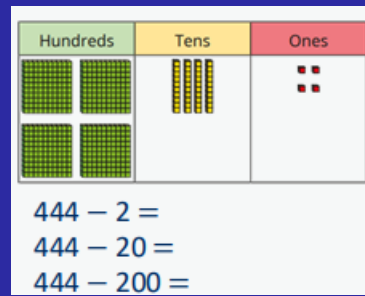 Hundreds Tens Ones
444 − 2 =
444 − 20 =
444 − 200 =